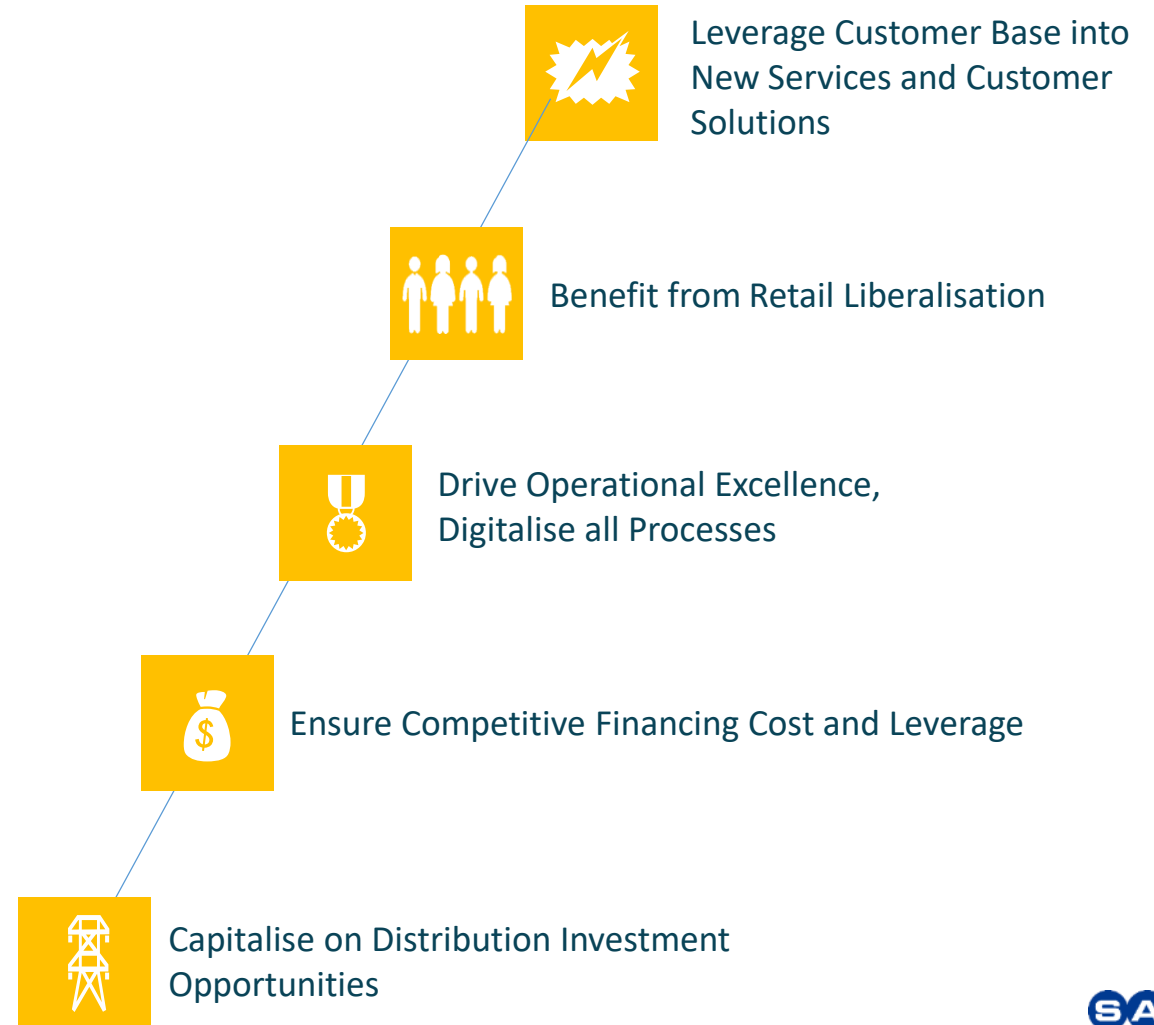 Leverage Customer Base into
New Services and Customer
Solutions
Benefit from Retail Liberalisation
Drive Operational Excellence,
Digitalise all Processes
$
Ensure Competitive Financing Cost and Leverage
Capitalise on Distribution Investment
Opportunities
SA